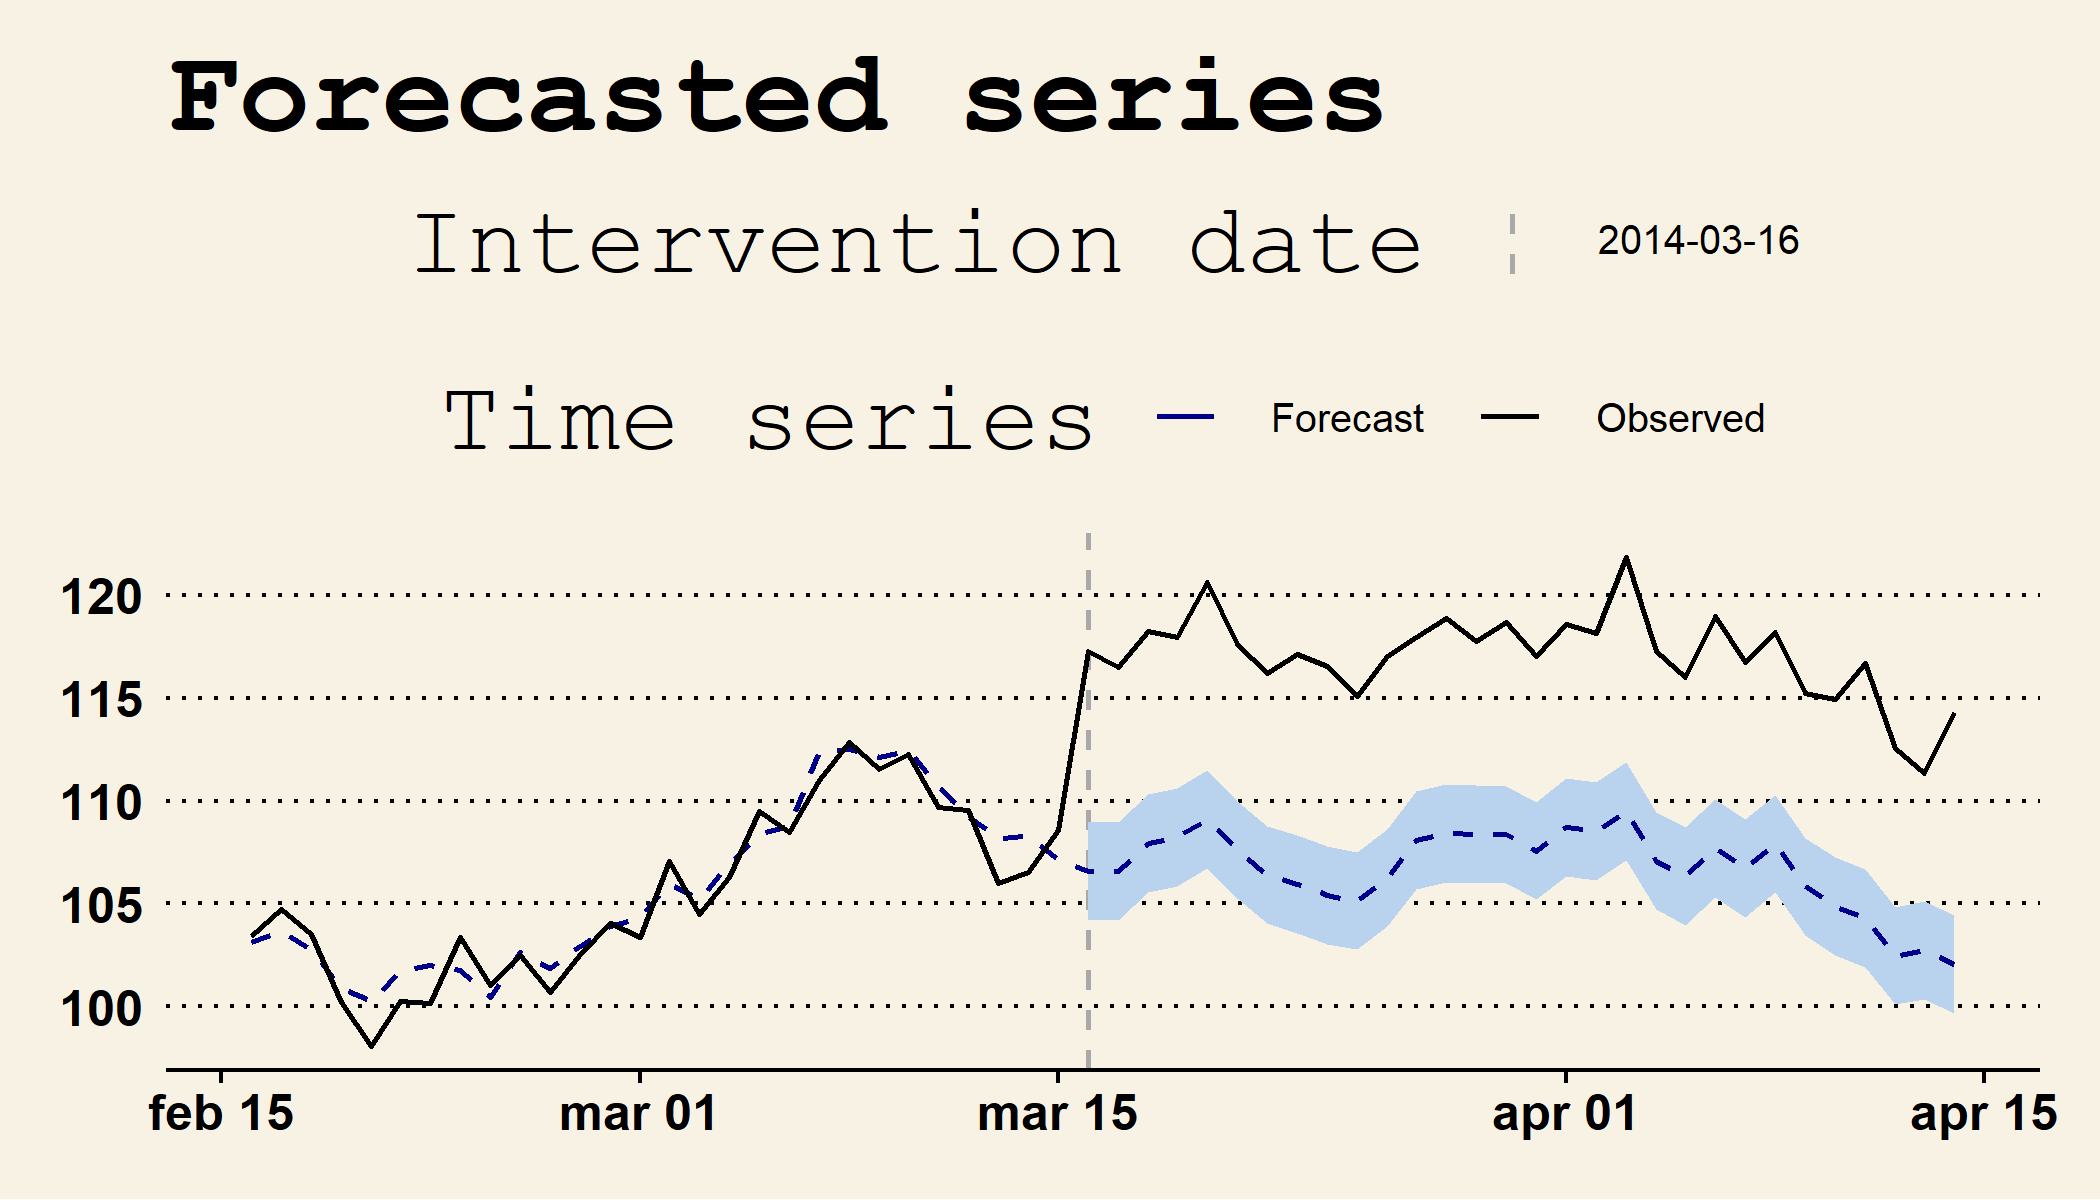 Forecasted series
Intervention date 2014-03-16
Time series Forecast Observed
120
115
110
105
100
feb 15 mar 01 mar 15 apr 01 apr 15